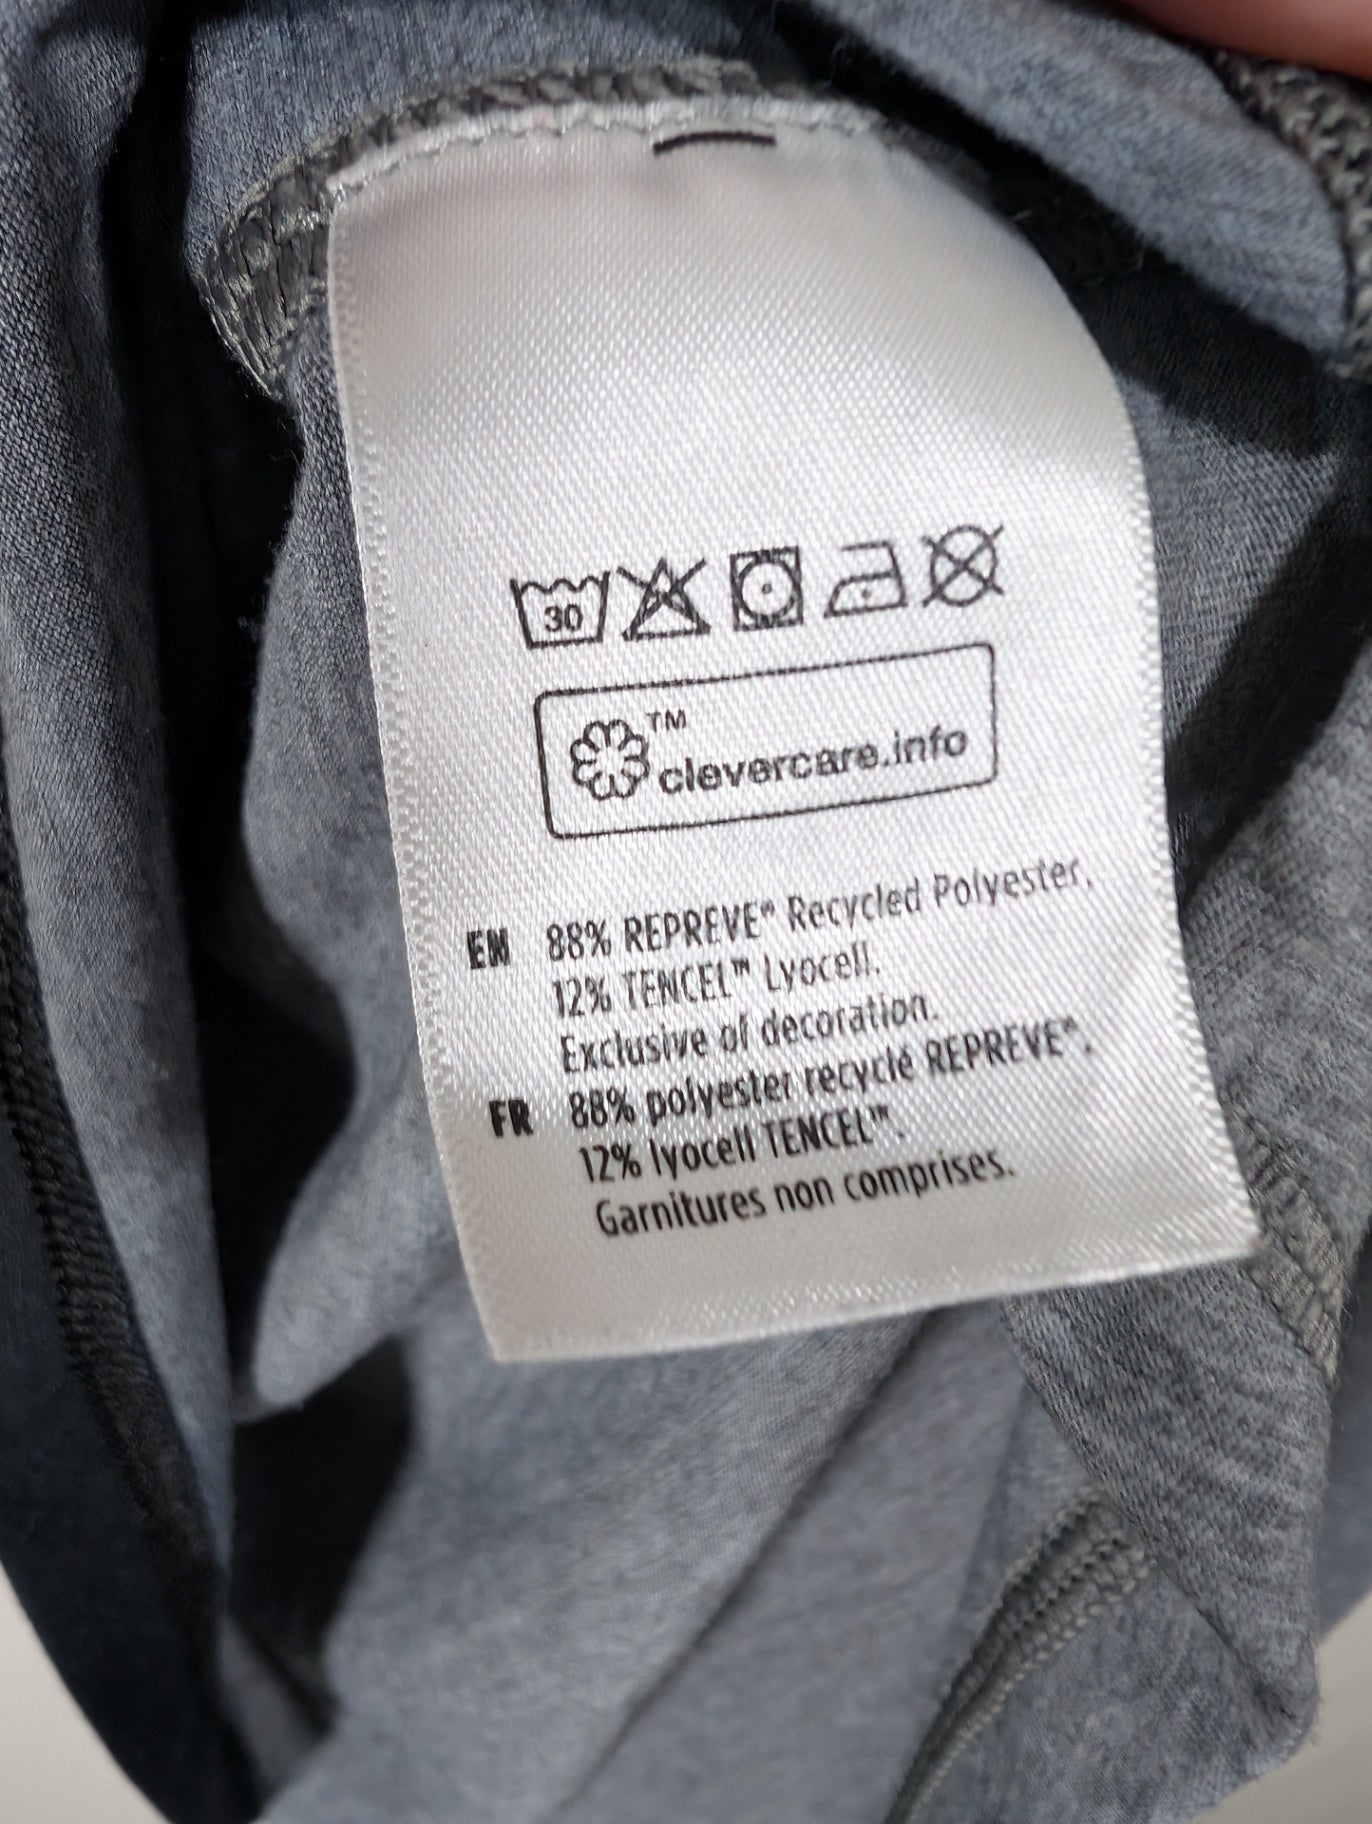 30
™
clevercare.info
EN 88% REPREVE® Recycled Polyester,
12% TENCEL™ Lyocell.
Exclusive of decoration.
FR 88% polyester recyclé REPREVE®,
12% lyocell TENCEL™.
Garnitures non comprises.